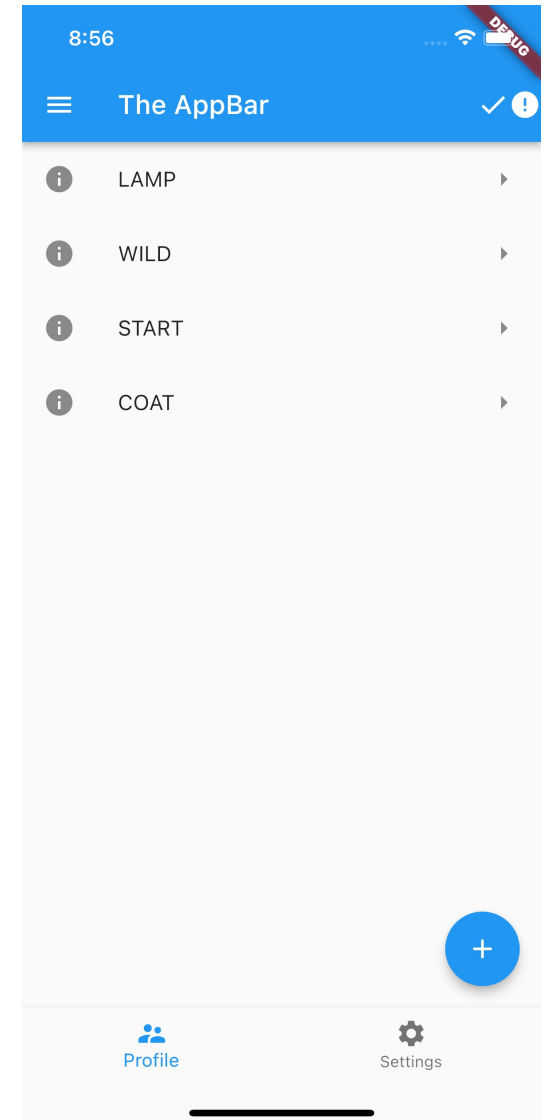 8:56
DEBUG
The AppBar
LAMP
WILD
START
COAT
Profile
Settings